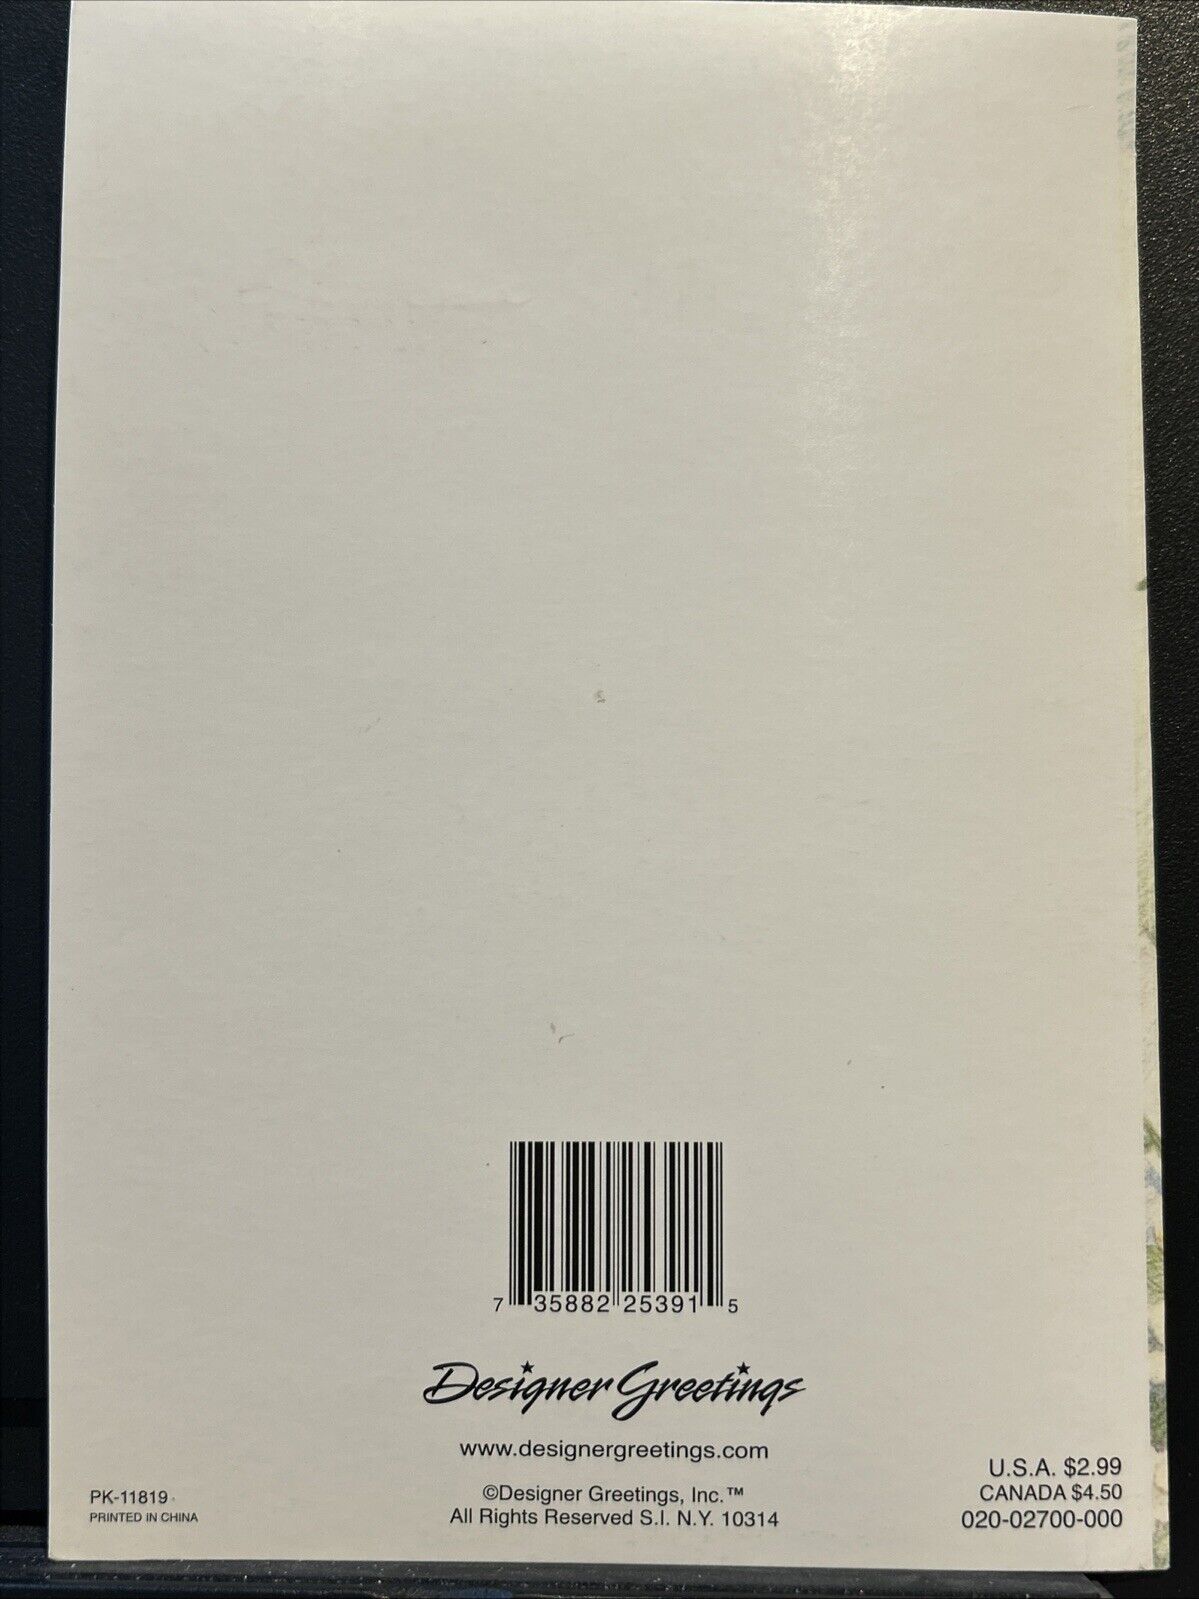 7 35882 25391 5
Designer Greetings
www.designergreetings.com
©Designer Greetings, Inc.™
All Rights Reserved S.I. N.Y. 10314
PK-11819
PRINTED IN CHINA
U.S.A. $2.99
CANADA $4.50
020-02700-000